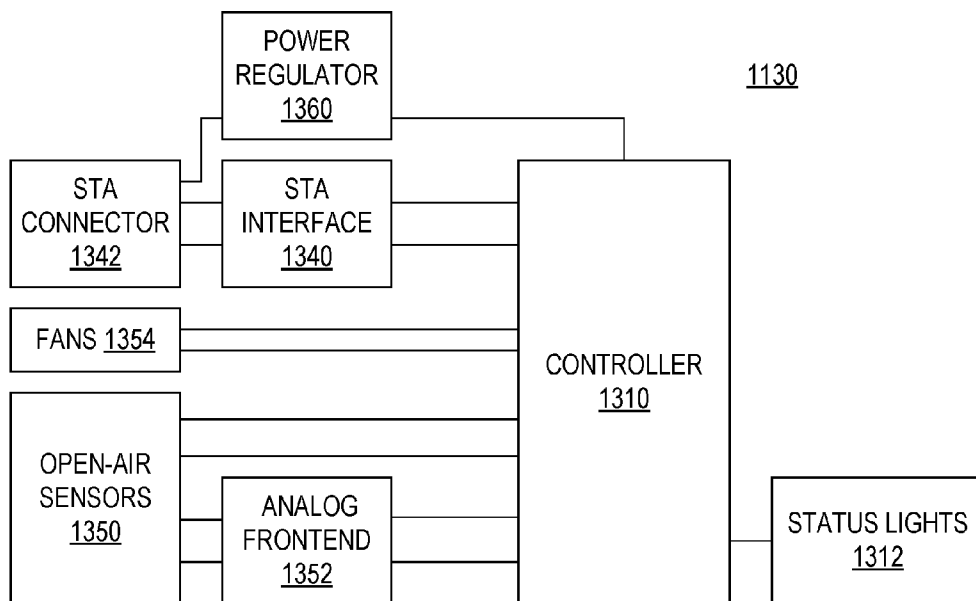 POWER
REGULATOR
1360
1130
STA
CONNECTOR
1342
STA
INTERFACE
1340
FANS 1354
CONTROLLER
1310
OPEN-AIR
SENSORS
1350
ANALOG
FRONTEND
1352
STATUS LIGHTS
1312